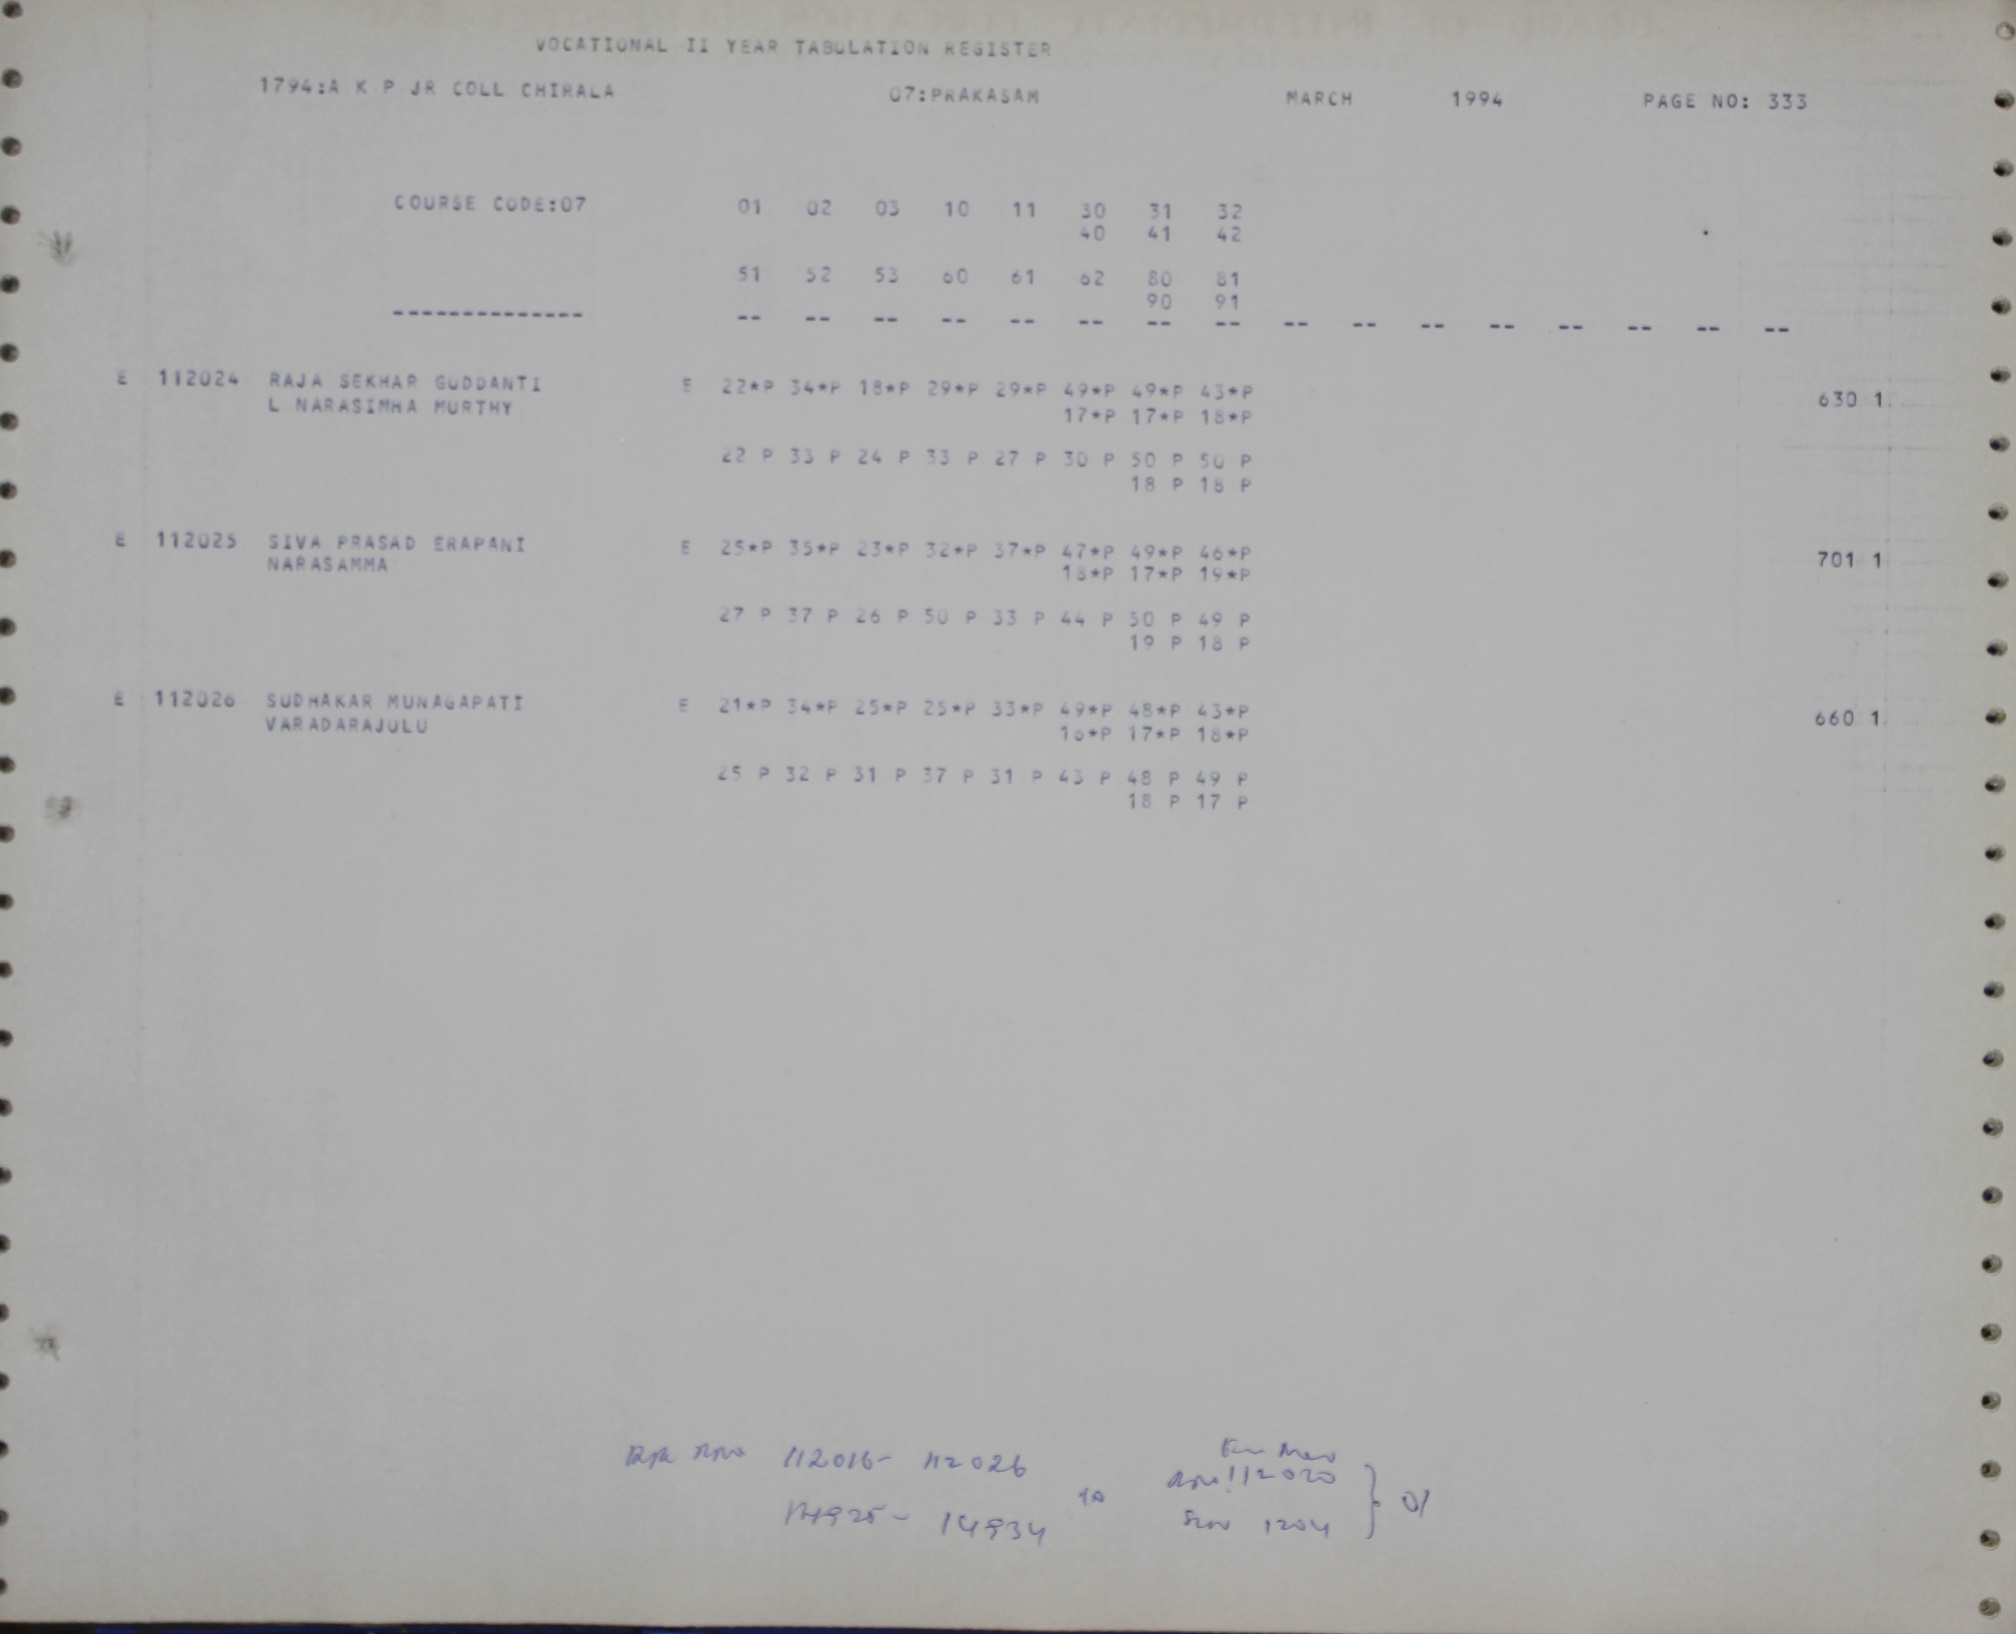 VOCATIONAL II YEAR TABULATION REGISTER
1794:A K P JR COLL CHIRALA 07:PRAKASAM MARCH 1994 PAGE NO: 333
COURSE CODE:07 01 02 03 10 11 30 31 32
40 41 42
51 52 53 60 61 62 80 81
90 91
-------------- -- -- -- -- -- -- -- -- -- -- -- -- -- -- -- --
E 112024 RAJA SEKHAR GUDDANTI E 22*P 34*P 18*P 29*P 29*P 49*P 49*P 43*P 630 1
L NARASIMHA MURTHY 17*P 17*P 18*P
22 P 33 P 24 P 33 P 27 P 30 P 50 P 50 P
18 P 18 P
E 112025 SIVA PRASAD ERAPANI E 25*P 35*P 23*P 32*P 37*P 47*P 49*P 46*P 701 1
NARASAMMA 18*P 17*P 19*P
27 P 37 P 26 P 50 P 33 P 44 P 50 P 49 P
19 P 18 P
E 112026 SUDHAKAR MUNAGAPATI E 21*P 34*P 25*P 25*P 33*P 49*P 48*P 43*P 660 1
VARADARAJULU 16*P 17*P 18*P
25 P 32 P 31 P 37 P 31 P 43 P 48 P 49 P
18 P 17 P
112016- 112026
112020
14925- 14934
1204 } 01